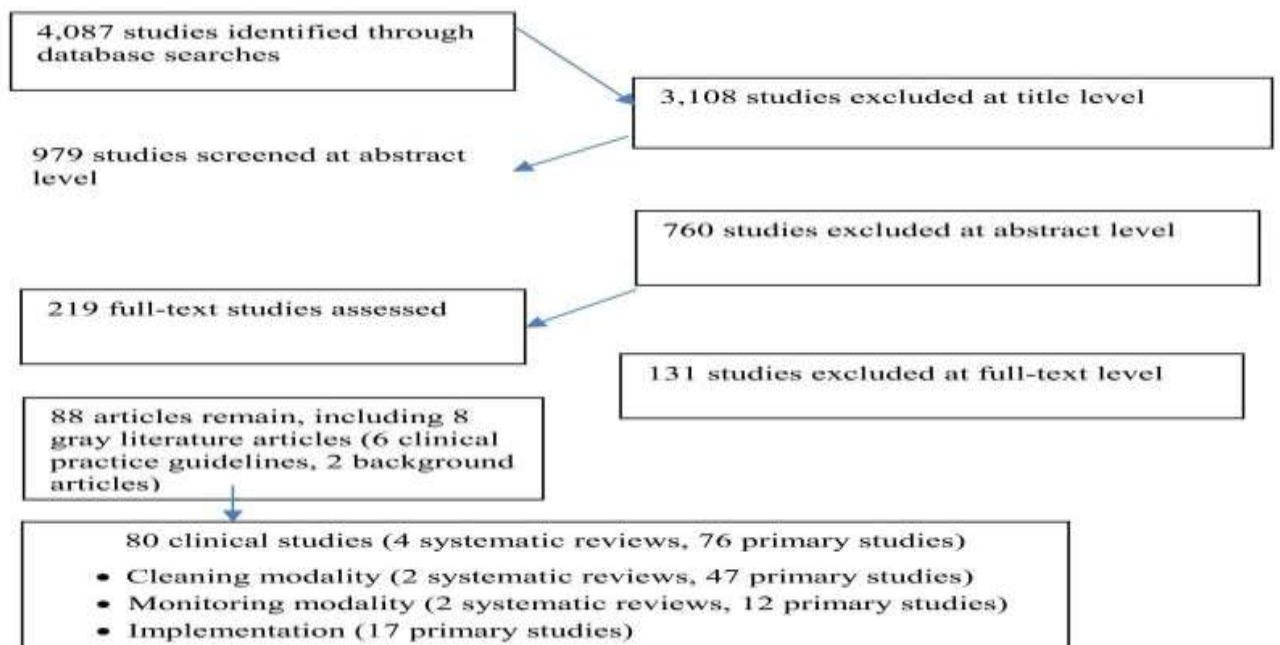 4,087 studies identified through
database searches
3,108 studies excluded at title level
979 studies screened at abstract
level
760 studies excluded at abstract level
219 full-text studies assessed
131 studies excluded at full-text level
88 articles remain, including 8
gray literature articles (6 clinical
practice guidelines, 2 background
articles)
80 clinical studies (4 systematic reviews, 76 primary studies)
• Cleaning modality (2 systematic reviews, 47 primary studies)
• Monitoring modality (2 systematic reviews, 12 primary studies)
• Implementation (17 primary studies)